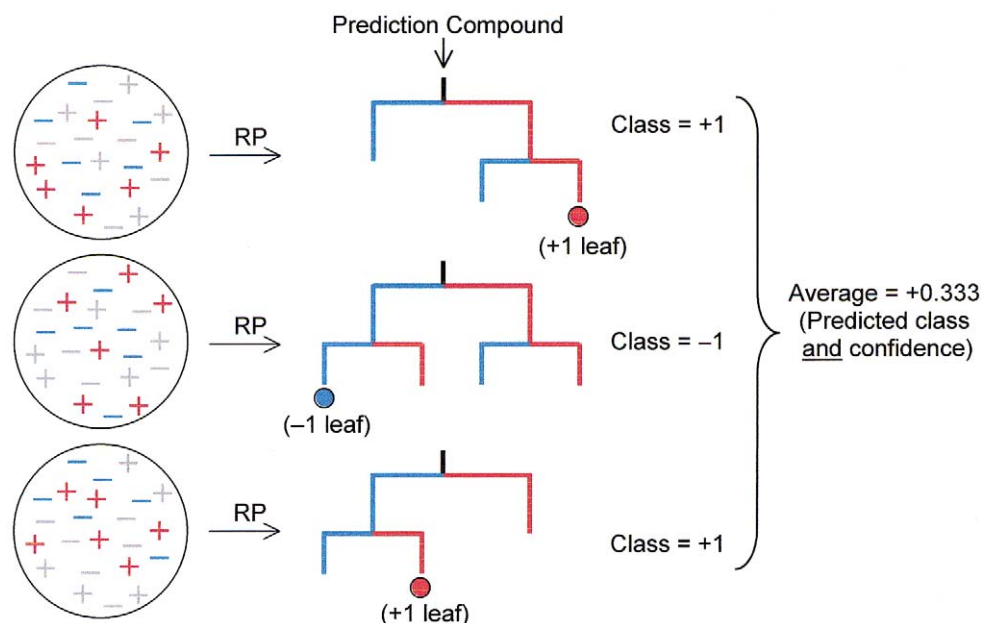 Prediction Compound
RP
Class = +1
(+1 leaf)
RP
Class = −1
(−1 leaf)
Average = +0.333
(Predicted class
and confidence)
RP
Class = +1
(+1 leaf)